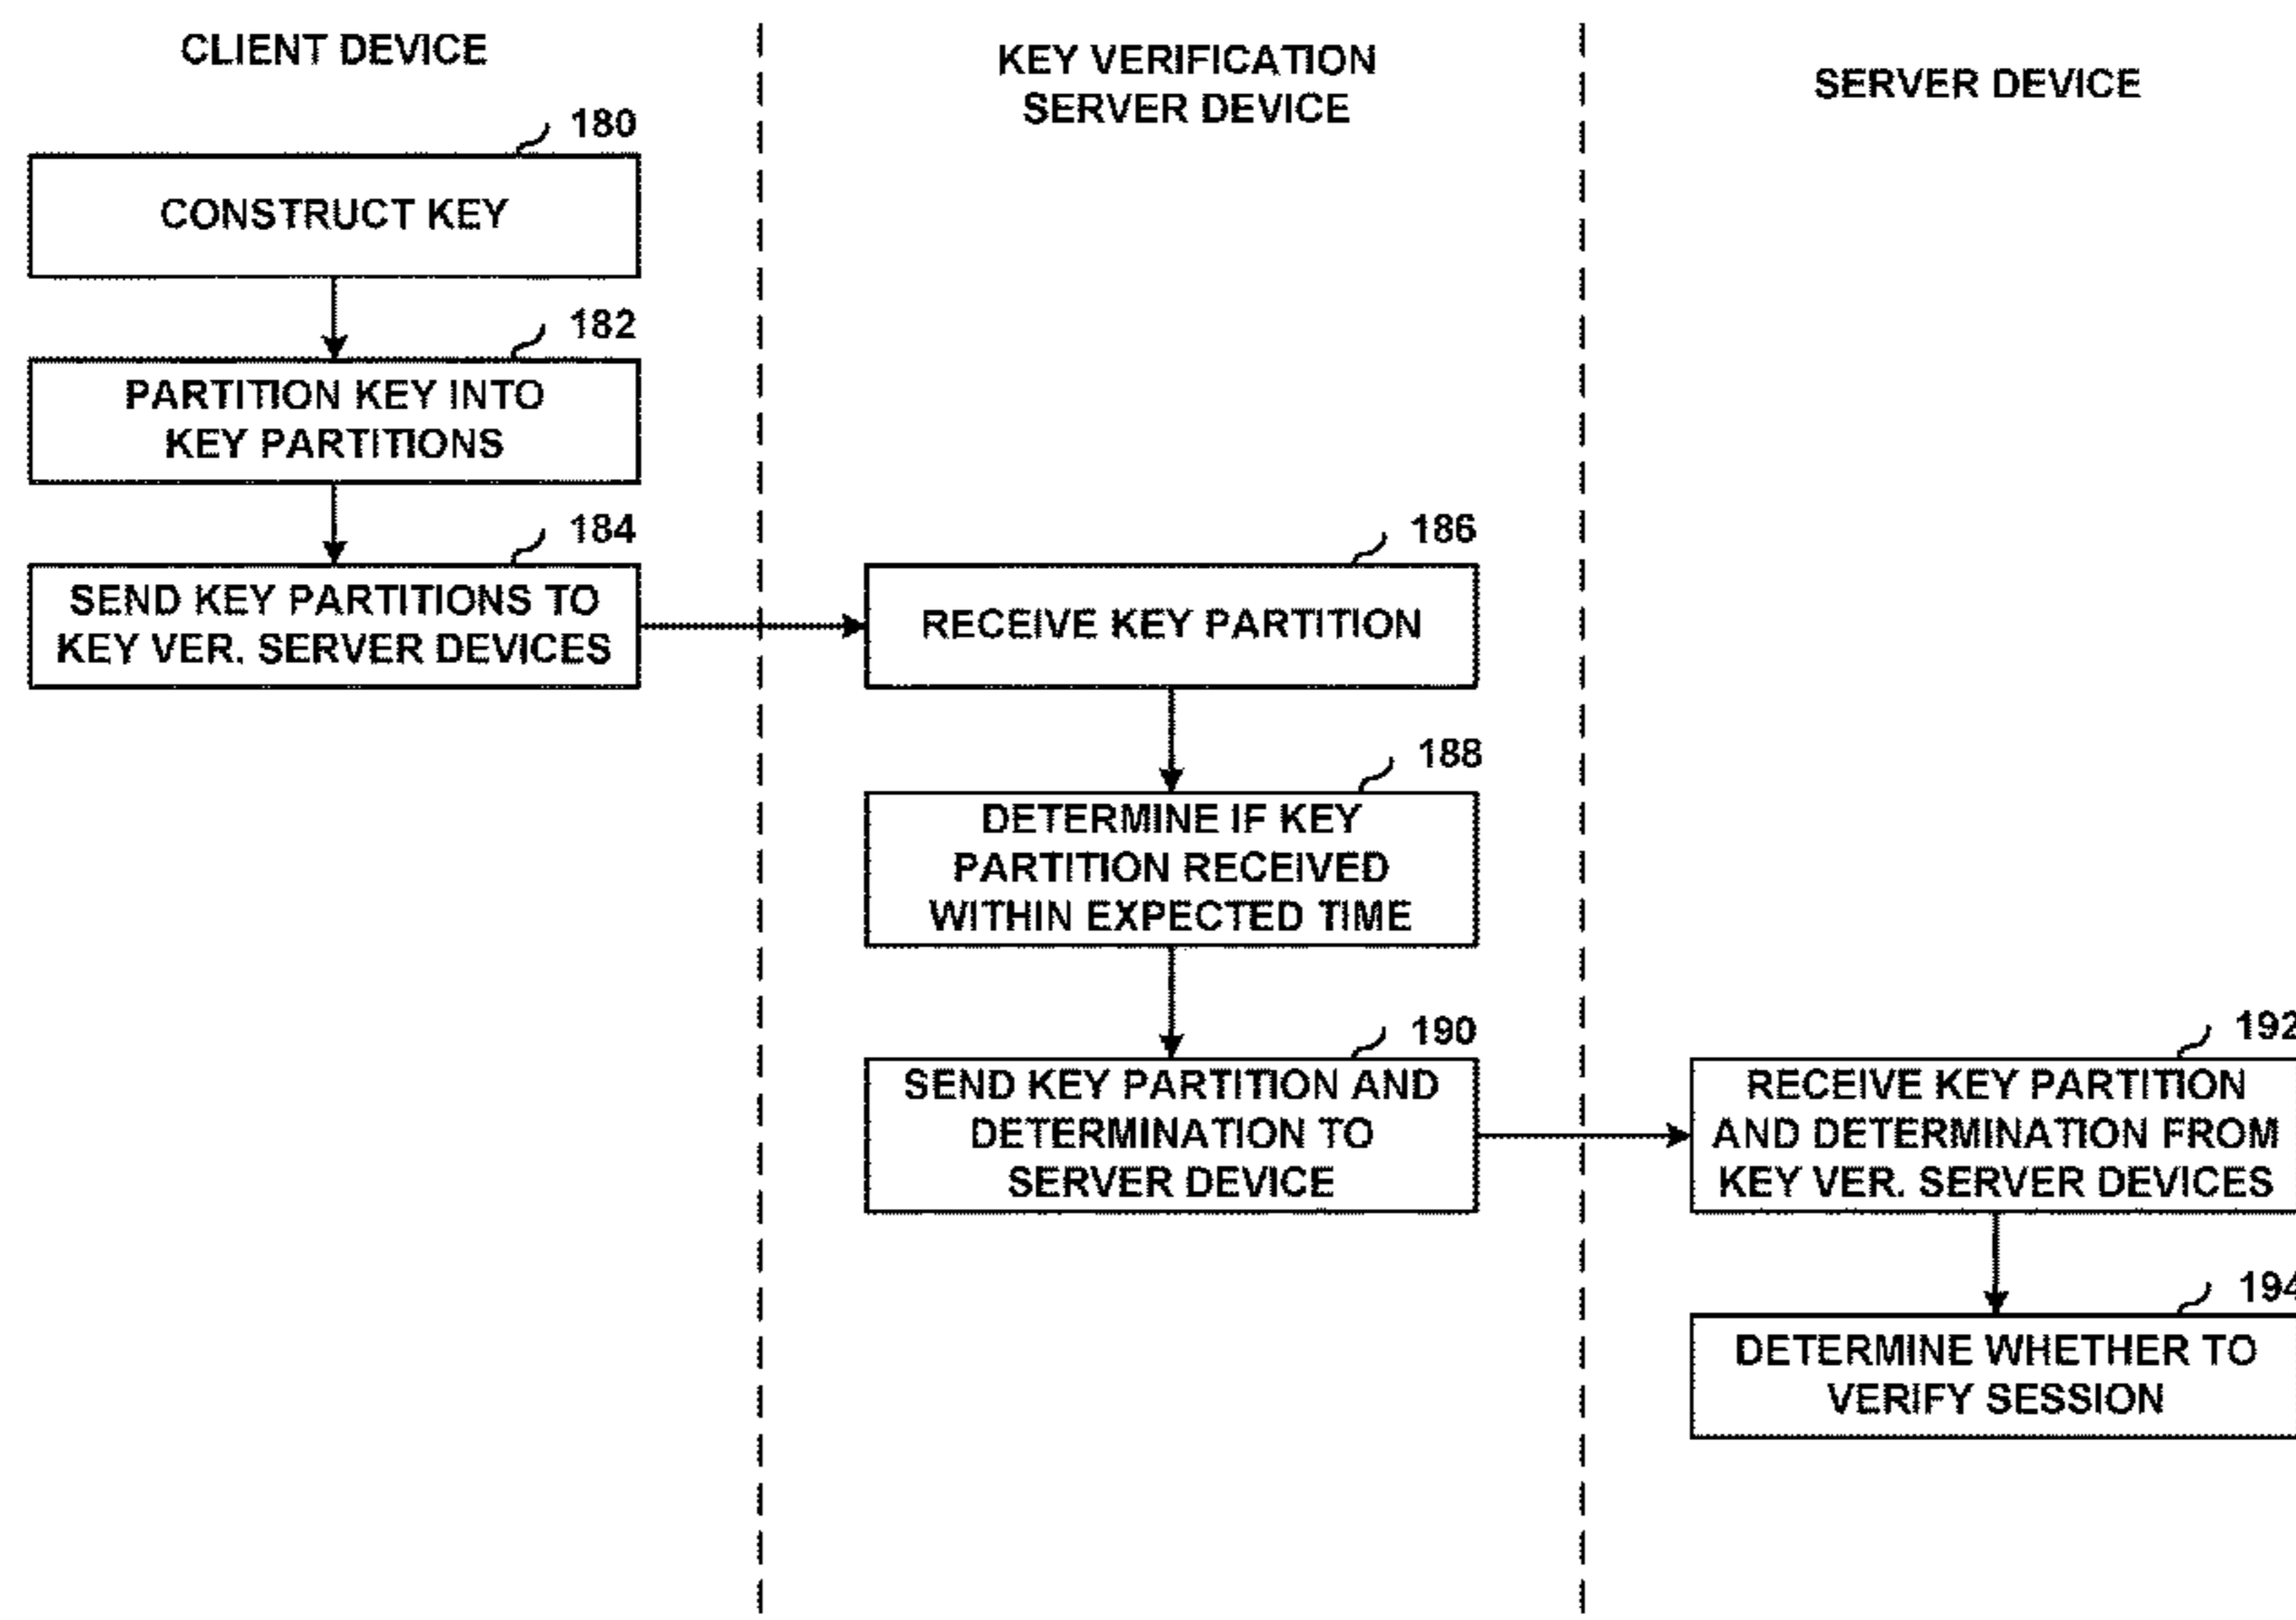 CLIENT DEVICE
180
CONSTRUCT KEY
182
PARTITION KEY INTO
KEY PARTITIONS
184
SEND KEY PARTITIONS TO
KEY VER. SERVER DEVICES
KEY VERIFICATION
SERVER DEVICE
186
RECEIVE KEY PARTITION
188
DETERMINE IF KEY
PARTITION RECEIVED
WITHIN EXPECTED TIME
190
SEND KEY PARTITION AND
DETERMINATION TO
SERVER DEVICE
SERVER DEVICE
192
RECEIVE KEY PARTITION
AND DETERMINATION FROM
KEY VER. SERVER DEVICES
194
DETERMINE WHETHER TO
VERIFY SESSION